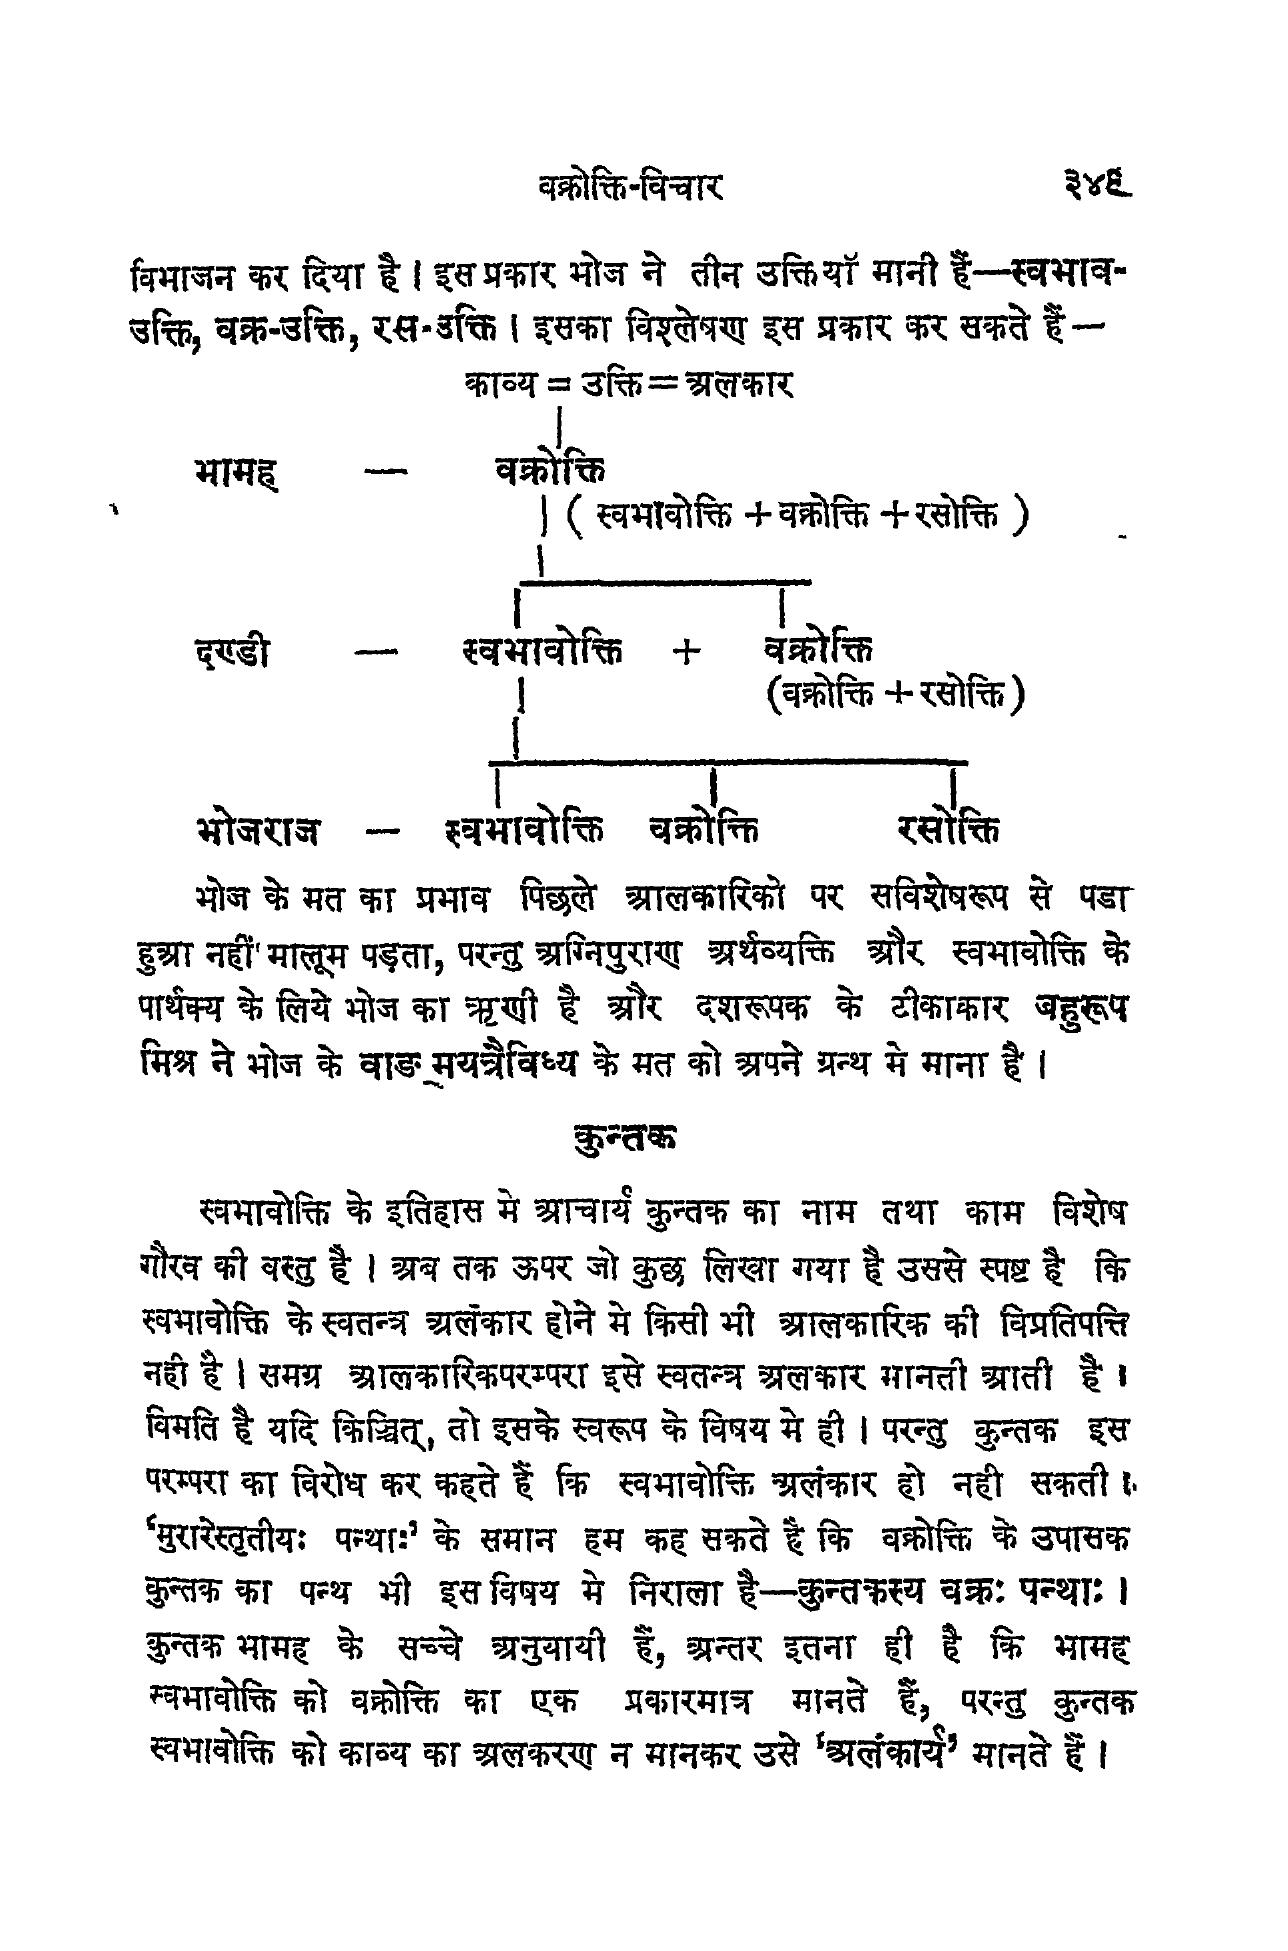 वक्रोक्ति-विचार ३४९
विभाजन कर दिया है । इस प्रकार भोज ने तीन उक्तियाॅ मानी हैं—स्वभाव-
उक्ति, वक्र-उक्ति, रस-उक्ति । इसका विश्लेषण इस प्रकार कर सकते हैं—
काव्य = उक्ति = अलकार
भामह — वक्रोक्ति
( स्वभावोक्ति + वक्रोक्ति + रसोक्ति )
दण्डी — स्वभावोक्ति + वक्रोक्ति
(वक्रोक्ति + रसोक्ति)
भोजराज — स्वभावोक्ति वक्रोक्ति रसोक्ति
भोज के मत का प्रभाव पिछले आलकारिको पर सविशेषरूप से पडा
हुआ नहीं मालूम पड़ता, परन्तु अग्निपुराण अर्थव्यक्ति और स्वभावोक्ति के
पार्थक्य के लिये भोज का ऋणी है और दशरूपक के टीकाकार बहुरूप
मिश्र ने भोज के वाङ्मयत्रैविध्य के मत को अपने ग्रन्थ मे माना है ।
कुन्तक
स्वभावोक्ति के इतिहास मे आचार्य कुन्तक का नाम तथा काम विशेष
गौरव की वस्तु है । अब तक ऊपर जो कुछ लिखा गया है उससे स्पष्ट है कि
स्वभावोक्ति के स्वतन्त्र अलंकार होने मे किसी भी आलकारिक की विप्रतिपत्ति
नही है । समग्र आलकारिकपरम्परा इसे स्वतन्त्र अलकार मानती आती है ।
विमति है यदि किञ्चित्, तो इसके स्वरूप के विषय मे ही । परन्तु कुन्तक इस
परम्परा का विरोध कर कहते हैं कि स्वभावोक्ति अलंकार हो नही सकती ।
‘मुरारेस्तृतीयः पन्थाः’ के समान हम कह सकते है कि वक्रोक्ति के उपासक
कुन्तक का पन्थ भी इस विषय मे निराला है—कुन्तकस्य वक्रः पन्थाः ।
कुन्तक भामह के सच्चे अनुयायी हैं, अन्तर इतना ही है कि भामह
स्वभावोक्ति को वक्रोक्ति का एक प्रकारमात्र मानते हैं, परन्तु कुन्तक
स्वभावोक्ति को काव्य का अलकरण न मानकर उसे ‘अलंकार्य’ मानते हैं ।